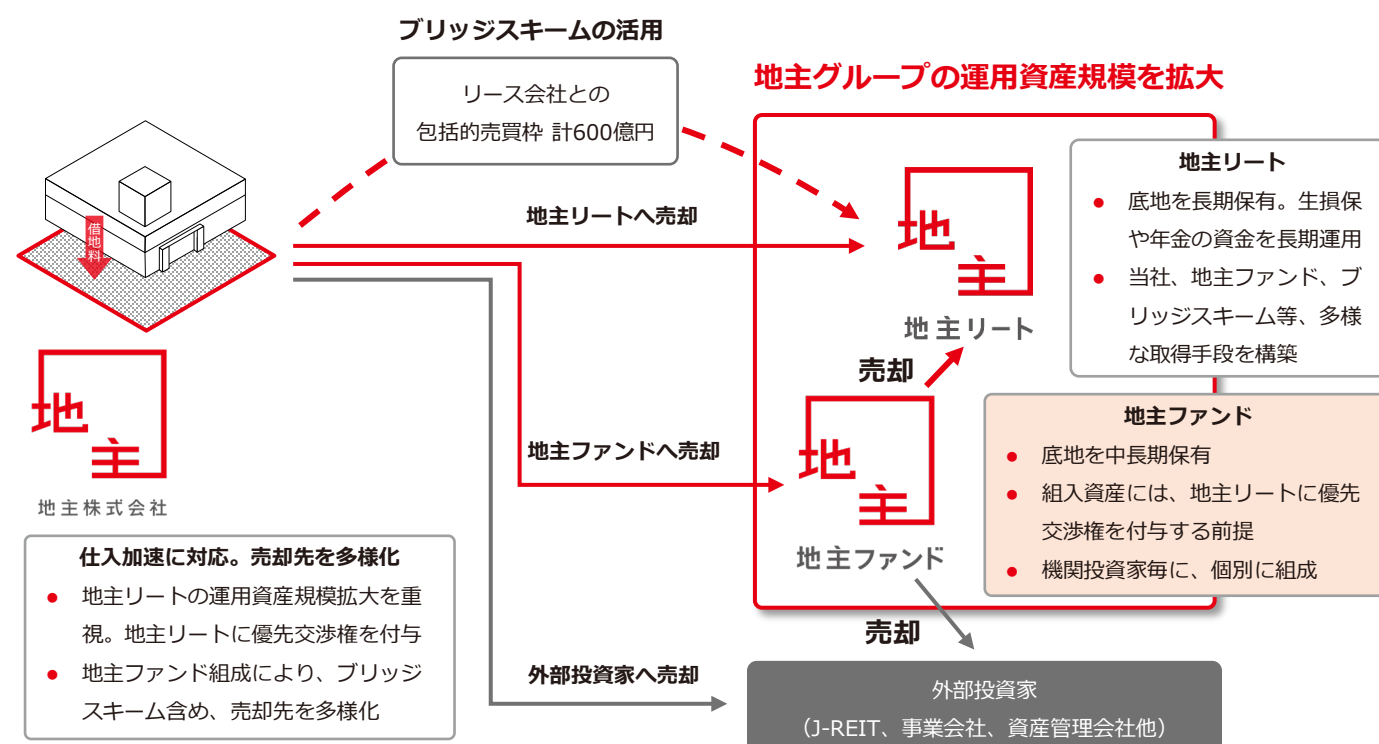 ブリッジスキームの活用
リース会社との
包括的売買枠 計600億円
地主グループの運用資産規模を拡大
借地料
地主
地主株式会社
仕入加速に対応。売却先を多様化
● 地主リートの運用資産規模拡大を重
視。地主リートに優先交渉権を付与
● 地主ファンド組成により、ブリッジ
スキーム含め、売却先を多様化
地主リートへ売却
地主ファンドへ売却
外部投資家へ売却
地主
地主リート
売却
地主
地主ファンド
売却
地主リート
● 底地を長期保有。生損保
や年金の資金を長期運用
● 当社、地主ファンド、ブ
リッジスキーム等、多様
な取得手段を構築
地主ファンド
● 底地を中長期保有
● 組入資産には、地主リートに優先
交渉権を付与する前提
● 機関投資家毎に、個別に組成
外部投資家
（J-REIT、事業会社、資産管理会社他）